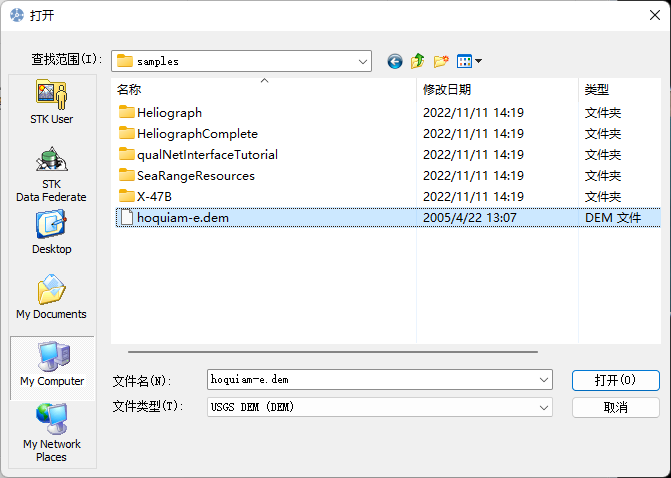 打开
查找范围(I):
samples
STK User
STK
Data Federate
Desktop
My Documents
My Computer
My Network
Places
名称 修改日期 类型
Heliograph 2022/11/11 14:19 文件夹
HeliographComplete 2022/11/11 14:19 文件夹
qualNetInterfaceTutorial 2022/11/11 14:19 文件夹
SeaRangeResources 2022/11/11 14:19 文件夹
X-47B 2022/11/11 14:19 文件夹
hoquiam-e.dem 2005/4/22 13:07 DEM 文件
文件名(N): hoquiam-e.dem 打开(O)
文件类型(T): USGS DEM (DEM) 取消